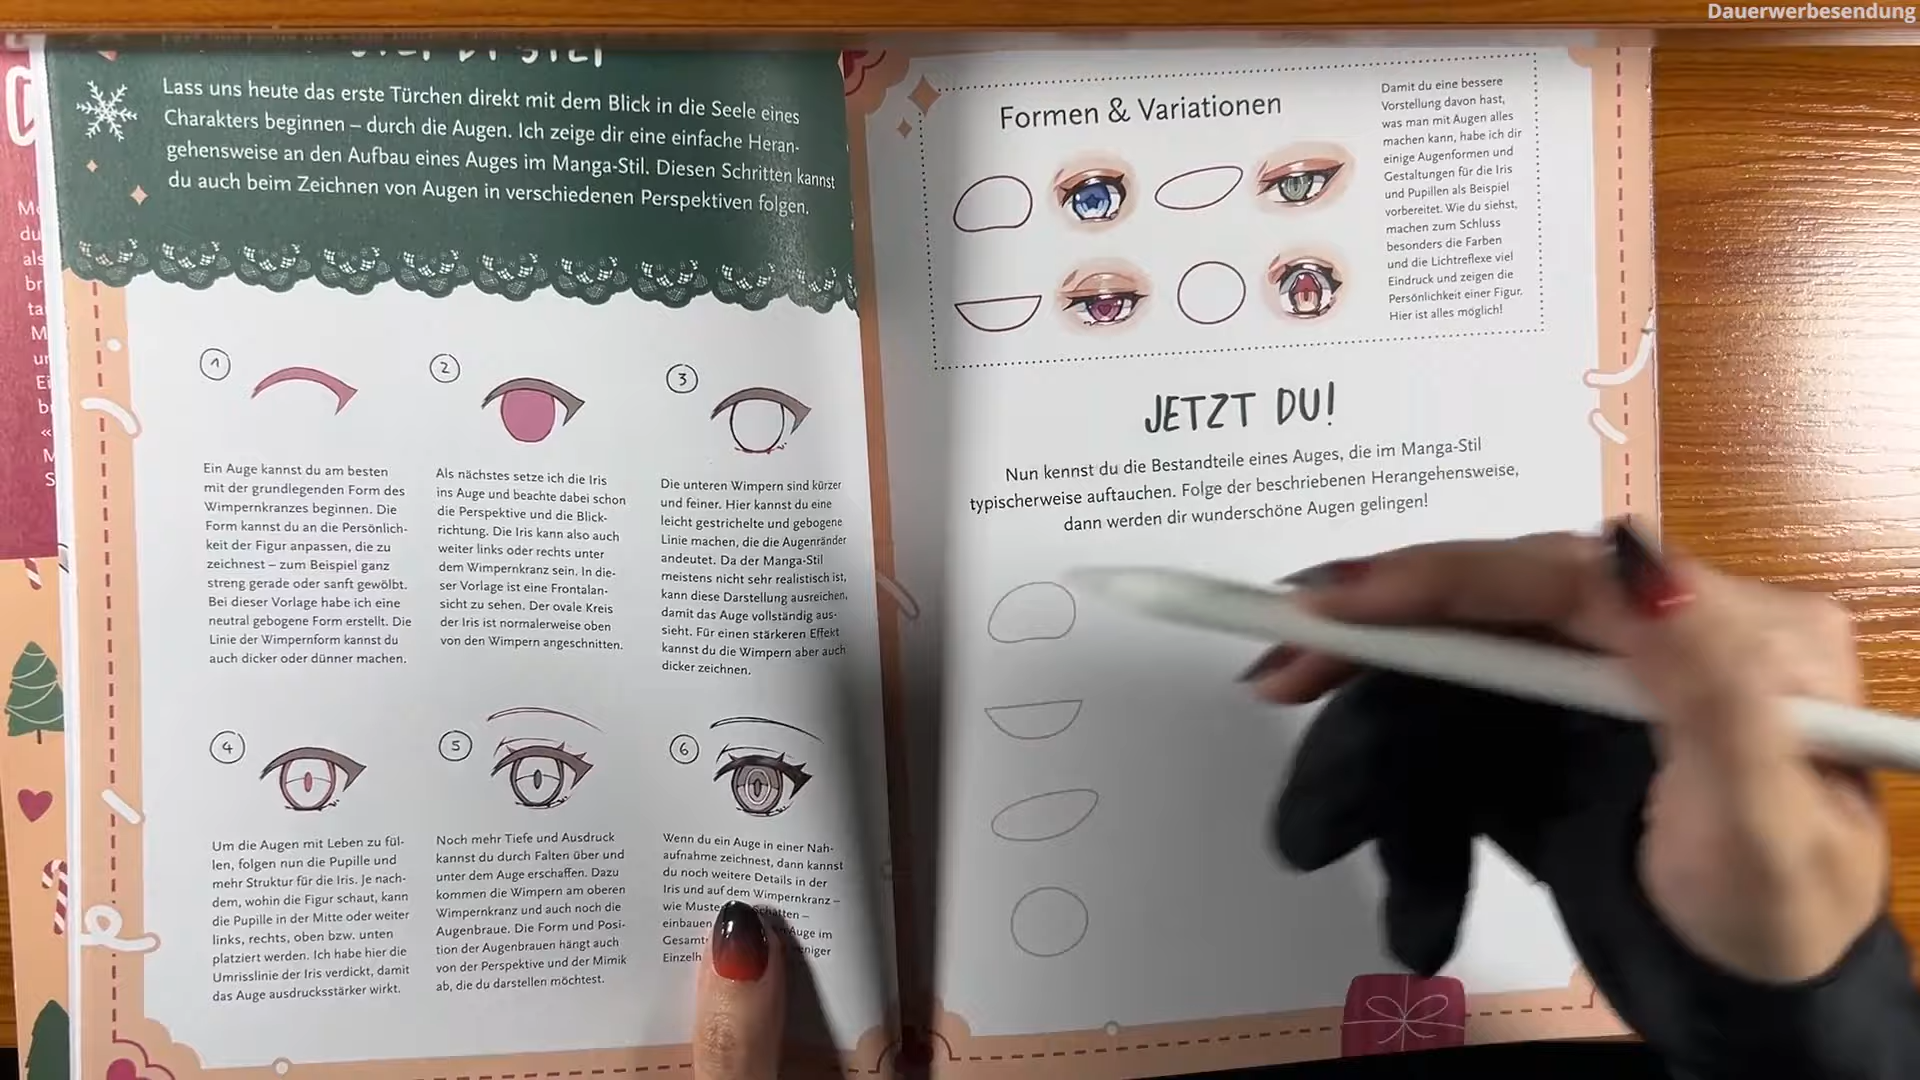 Dauerwerbesendung
STEP BY STEP
Lass uns heute das erste Türchen direkt mit dem Blick in die Seele eines
Charakters beginnen – durch die Augen. Ich zeige dir eine einfache Heran-
gehensweise an den Aufbau eines Auges im Manga-Stil. Diesen Schritten kannst
du auch beim Zeichnen von Augen in verschiedenen Perspektiven folgen.
1
Ein Auge kannst du am besten
mit der grundlegenden Form des
Wimpernkranzes beginnen. Die
Form kannst du an die Persönlich-
keit der Figur anpassen, die zu
zeichnest – zum Beispiel ganz
streng gerade oder sanft gewölbt.
Bei dieser Vorlage habe ich eine
neutral gebogene Form erstellt. Die
Linie der Wimpernform kannst du
auch dicker oder dünner machen.
2
Als nächstes setze ich die Iris
ins Auge und beachte dabei schon
die Perspektive und die Blick-
richtung. Die Iris kann also auch
weiter links oder rechts unter
dem Wimpernkranz sein. In die-
ser Vorlage ist eine Frontalan-
sicht zu sehen. Der ovale Kreis
der Iris ist normalerweise oben
von den Wimpern angeschnitten.
3
Die unteren Wimpern sind kürzer
und feiner. Hier kannst du eine
leicht gestrichelte und gebogene
Linie machen, die die Augenränder
andeutet. Da der Manga-Stil
meistens nicht sehr realistisch ist,
kann diese Darstellung ausreichen,
damit das Auge vollständig aus-
sieht. Für einen stärkeren Effekt
kannst du die Wimpern aber auch
dicker zeichnen.
4
Um die Augen mit Leben zu fül-
len, folgen nun die Pupille und
mehr Struktur für die Iris. Je nach-
dem, wohin die Figur schaut, kann
die Pupille in der Mitte oder weiter
links, rechts, oben bzw. unten
platziert werden. Ich habe hier die
Umrisslinie der Iris verdickt, damit
das Auge ausdrucksstärker wirkt.
5
Noch mehr Tiefe und Ausdruck
kannst du durch Falten über und
unter dem Auge erschaffen. Dazu
kommen die Wimpern am oberen
Wimpernkranz und auch noch die
Augenbraue. Die Form und Posi-
tion der Augenbrauen hängt auch
von der Perspektive und der Mimik
ab, die du darstellen möchtest.
6
Wenn du ein Auge in einer Nah-
aufnahme zeichnest, dann kannst
du noch weitere Details in der
Iris und auf dem Wimpernkranz –
wie Muster Schatten –
einbauen Auge im
Gesamt
Einzelh
Formen & Variationen
Damit du eine bessere
Vorstellung davon hast,
was man mit Augen alles
machen kann, habe ich dir
einige Augenformen und
Gestaltungen für die Iris
und Pupillen als Beispiel
vorbereitet. Wie du siehst,
machen zum Schluss
besonders die Farben
und die Lichtreflexe viel
Eindruck und zeigen die
Persönlichkeit einer Figur.
Hier ist alles möglich!
JETZT DU!
Nun kennst du die Bestandteile eines Auges, die im Manga-Stil
typischerweise auftauchen. Folge der beschriebenen Herangehensweise,
dann werden dir wunderschöne Augen gelingen!